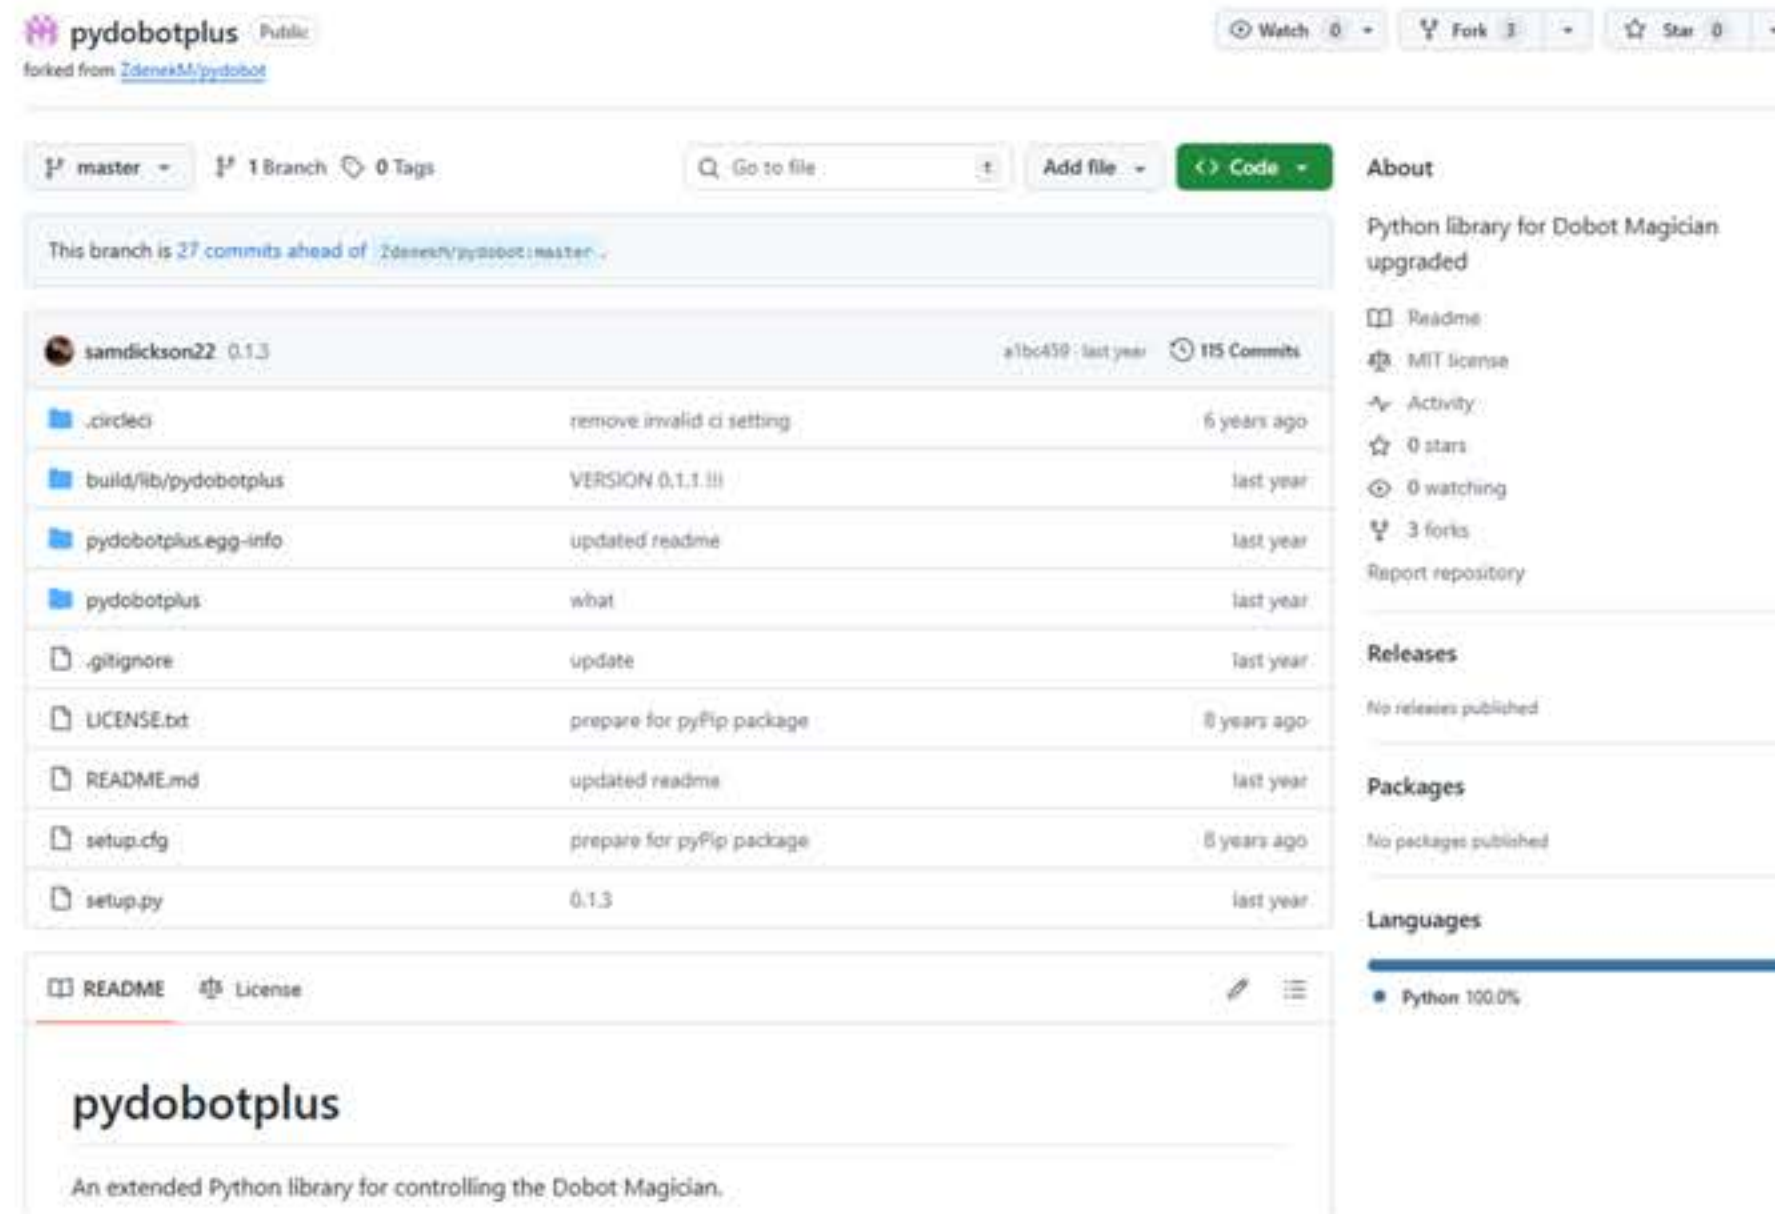 pydobotplus Public
Watch 0
Fork 3
Star 0
forked from ZdenekM/pydobot
master
1 Branch
0 Tags
Go to file
t
Add file
<> Code
This branch is 27 commits ahead of ZdenekM/pydobot:master.
samdickson22 0.1.3
a1bc459 · last year
115 Commits
.circleci remove invalid ci setting 6 years ago
build/lib/pydobotplus VERSION 0.1.1 !!! last year
pydobotplus.egg-info updated readme last year
pydobotplus what last year
.gitignore update last year
LICENSE.txt prepare for pyPip package 8 years ago
README.md updated readme last year
setup.cfg prepare for pyPip package 8 years ago
setup.py 0.1.3 last year
README License
pydobotplus
An extended Python library for controlling the Dobot Magician.
About
Python library for Dobot Magician
upgraded
Readme
MIT license
Activity
0 stars
0 watching
3 forks
Report repository
Releases
No releases published
Packages
No packages published
Languages
Python 100.0%